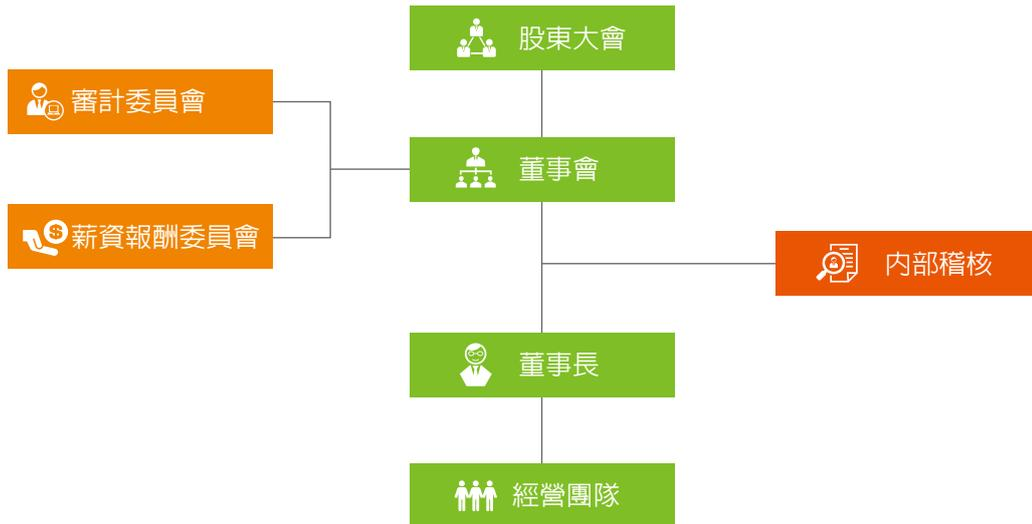 股東大會
審計委員會
董事會
薪資報酬委員會
內部稽核
董事長
經營團隊